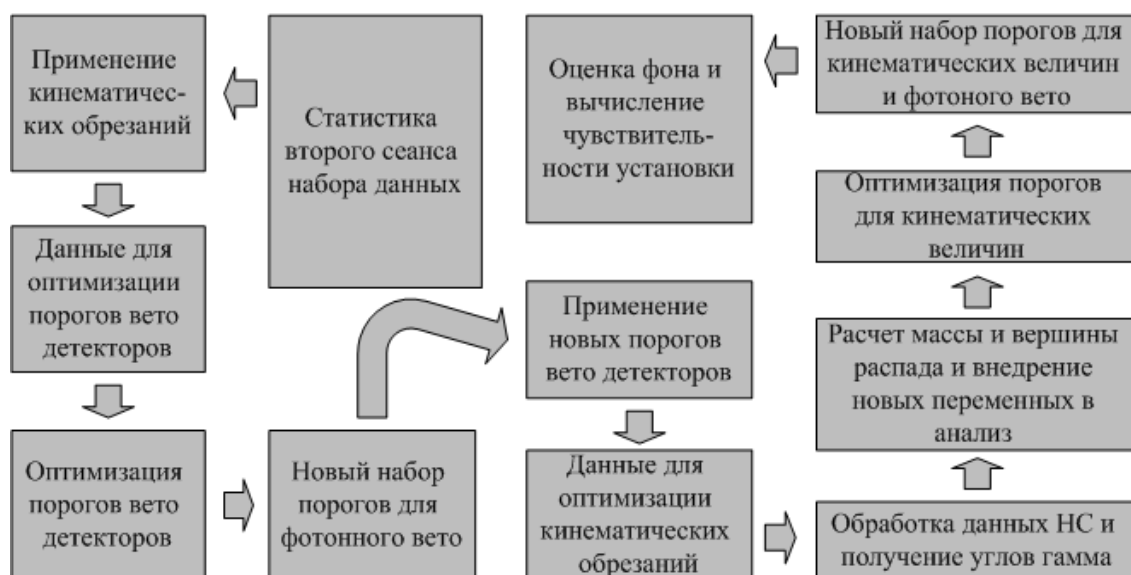 Статистика
второго сеанса
набора данных
Применение
кинематичес-
ких обрезаний
Данные для
оптимизации
порогов вето
детекторов
Оптимизация
порогов вето
детекторов
Новый набор
порогов для
фотонного вето
Применение
новых порогов
вето детекторов
Данные для
оптимизации
кинематических
обрезаний
Обработка данных НС и
получение углов гамма
Расчет массы и вершины
распада и внедрение
новых переменных в
анализ
Оптимизация порогов
для кинематических
величин
Новый набор порогов для
кинематических величин
и фотоного вето
Оценка фона и
вычисление
чувствитель-
ности установки